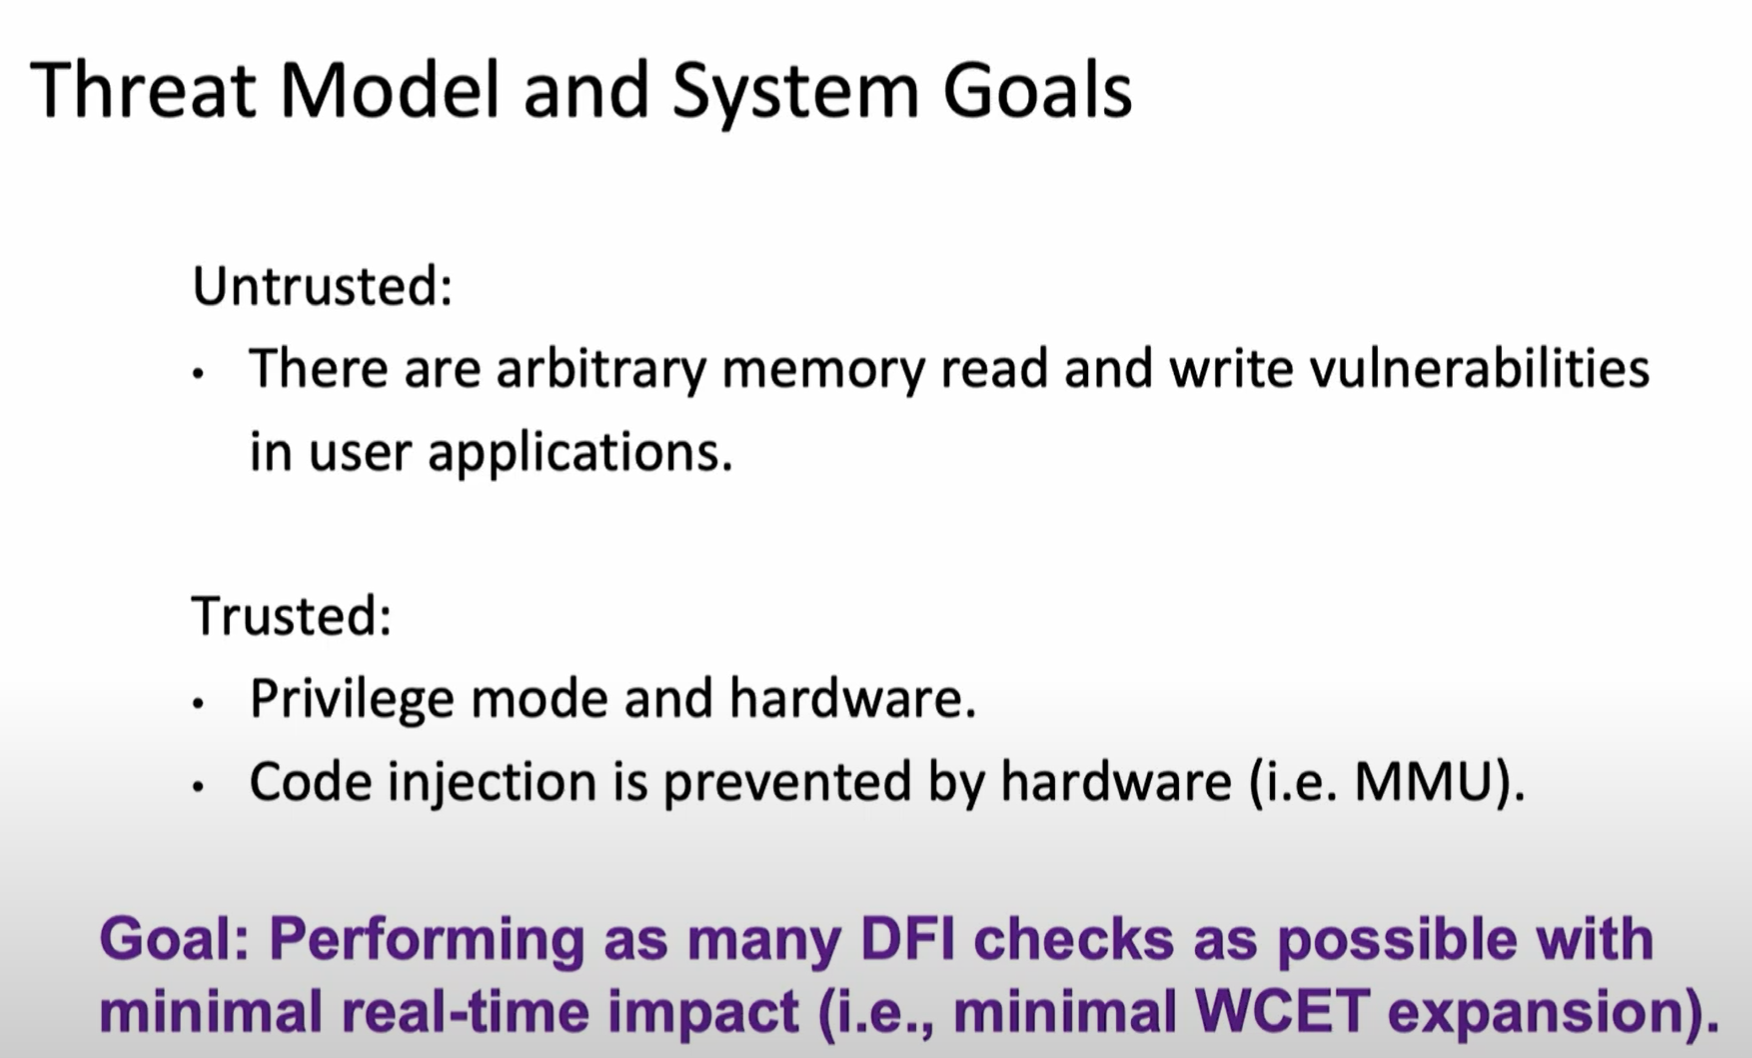 Threat Model and System Goals
Untrusted:
• There are arbitrary memory read and write vulnerabilities
in user applications.
Trusted:
• Privilege mode and hardware.
• Code injection is prevented by hardware (i.e. MMU).
Goal: Performing as many DFI checks as possible with
minimal real-time impact (i.e., minimal WCET expansion).